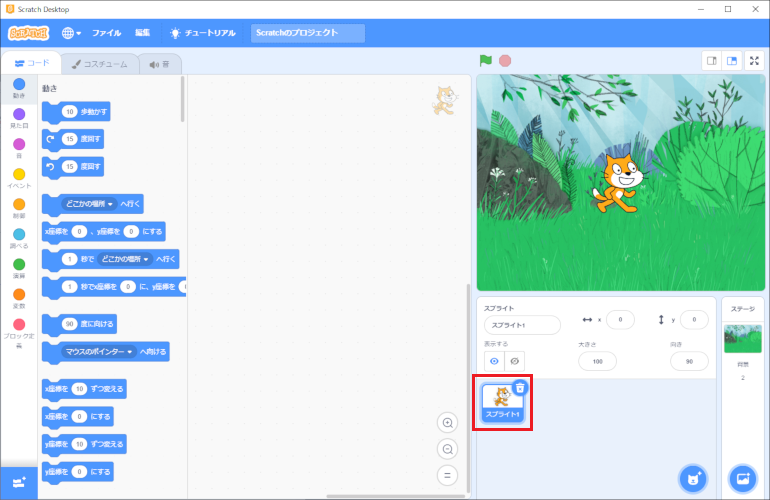 Scratch Desktop
SCRATCH
ファイル 編集 チュートリアル Scratchのプロジェクト
コード コスチューム 音
動き
見た目
音
イベント
制御
調べる
演算
変数
ブロック定義
動き
10 歩動かす
15 度回す
15 度回す
どこかの場所 へ行く
x座標を 0 、y座標を 0 にする
1 秒で どこかの場所 へ行く
1 秒でx座標を 0 に、y座標を
90 度に向ける
マウスのポインター へ向ける
x座標を 10 ずつ変える
x座標を 0 にする
y座標を 10 ずつ変える
y座標を 0 にする
スプライト
スプライト1 x 0 y 0
表示する 大きさ 向き
100 90
スプライト1
ステージ
背景
2